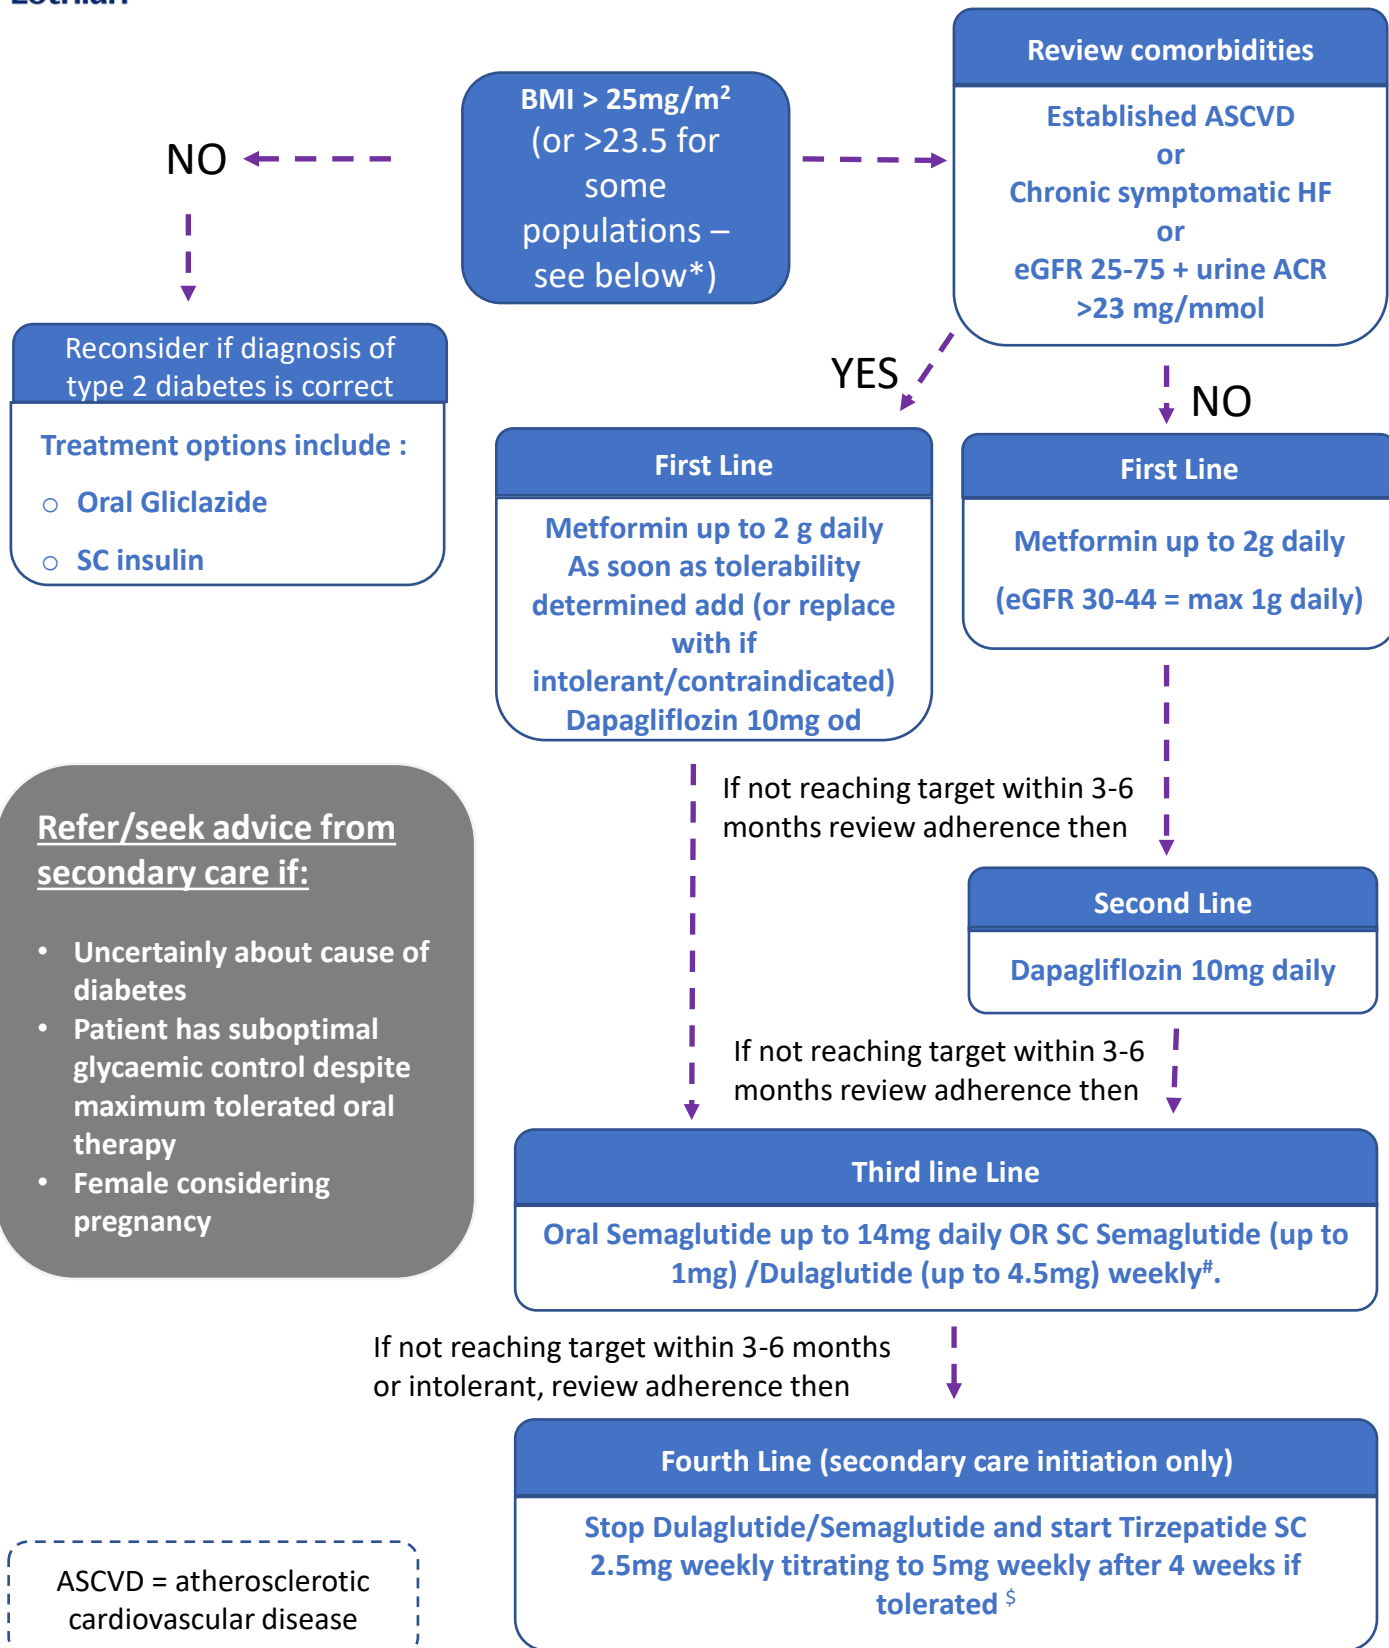 BMI > 25mg/m²
(or >23.5 for
some
populations –
see below*)
NO
Reconsider if diagnosis of
type 2 diabetes is correct
Treatment options include :
○ Oral Gliclazide
○ SC insulin
Review comorbidities
Established ASCVD
or
Chronic symptomatic HF
or
eGFR 25-75 + urine ACR
>23 mg/mmol
YES
NO
First Line
Metformin up to 2 g daily
As soon as tolerability
determined add (or replace
with if
intolerant/contraindicated)
Dapagliflozin 10mg od
First Line
Metformin up to 2g daily
(eGFR 30-44 = max 1g daily)
If not reaching target within 3-6
months review adherence then
Second Line
Dapagliflozin 10mg daily
If not reaching target within 3-6
months review adherence then
Third line Line
Oral Semaglutide up to 14mg daily OR SC Semaglutide (up to
1mg) /Dulaglutide (up to 4.5mg) weekly#.
If not reaching target within 3-6 months
or intolerant, review adherence then
Fourth Line (secondary care initiation only)
Stop Dulaglutide/Semaglutide and start Tirzepatide SC
2.5mg weekly titrating to 5mg weekly after 4 weeks if
tolerated $
Refer/seek advice from
secondary care if:
• Uncertainly about cause of
diabetes
• Patient has suboptimal
glycaemic control despite
maximum tolerated oral
therapy
• Female considering
pregnancy
ASCVD = atherosclerotic
cardiovascular disease